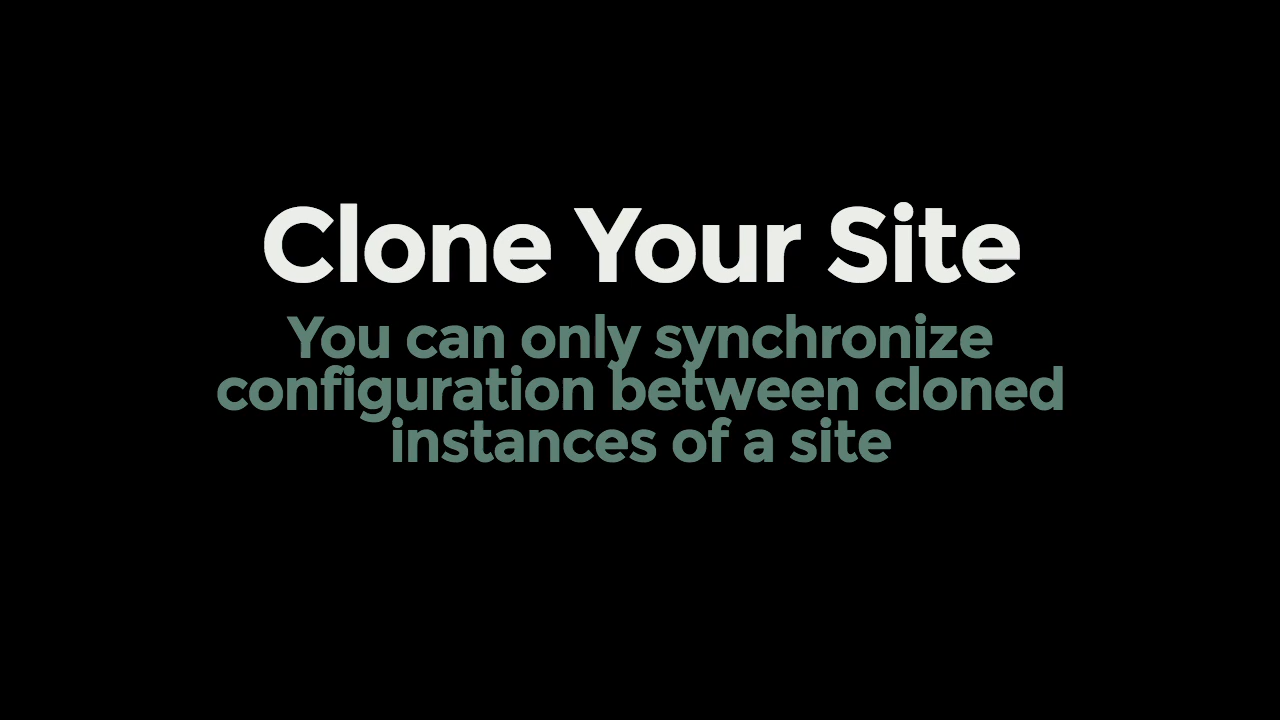 Clone Your Site
You can only synchronize
configuration between cloned
instances of a site